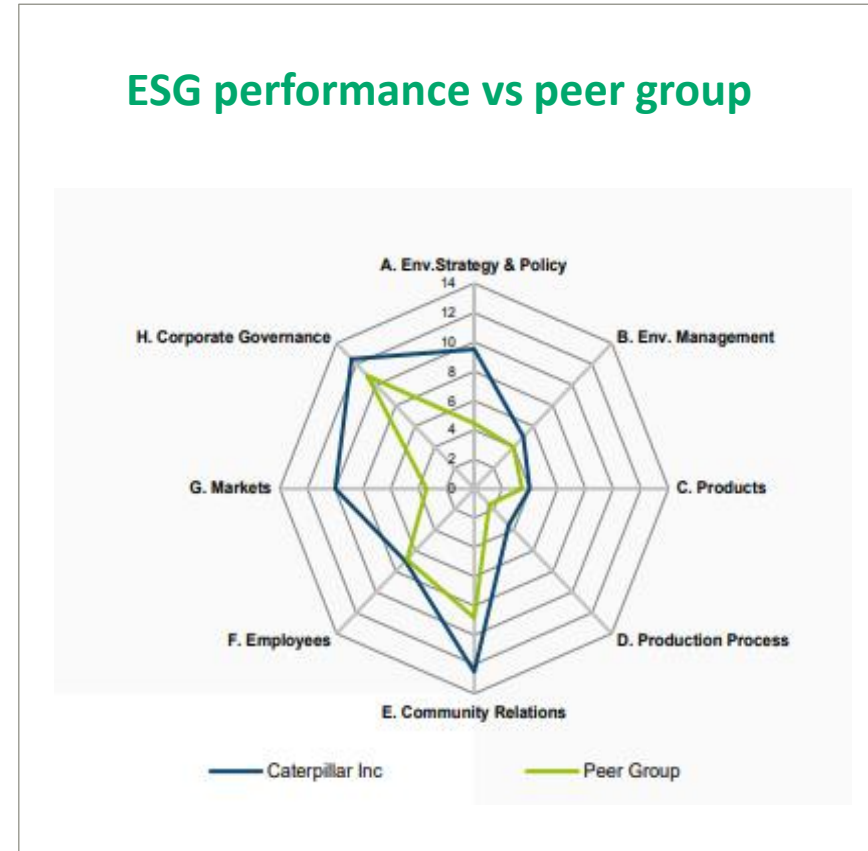 ESG performance vs peer group
A. Env.Strategy & Policy
14
12
10
8
6
4
2
0
H. Corporate Governance
B. Env. Management
G. Markets
C. Products
F. Employees
D. Production Process
E. Community Relations
Caterpillar Inc
Peer Group